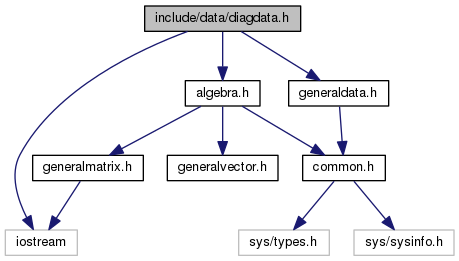 include/data/diagdata.h
algebra.h
generaldata.h
generalmatrix.h
generalvector.h
common.h
iostream
sys/types.h
sys/sysinfo.h